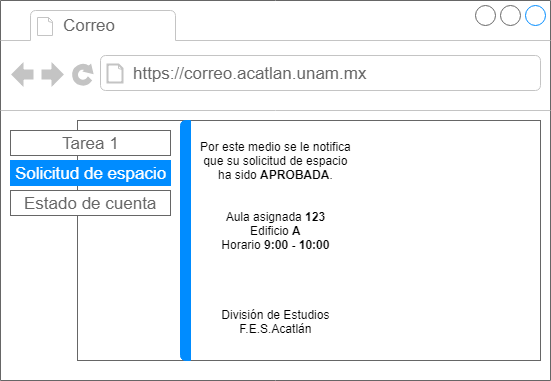 Correo
https://correo.acatlan.unam.mx
Tarea 1
Solicitud de espacio
Estado de cuenta
Por este medio se le notifica
que su solicitud de espacio
ha sido APROBADA.
Aula asignada 123
Edificio A
Horario 9:00 - 10:00
División de Estudios
F.E.S.Acatlán